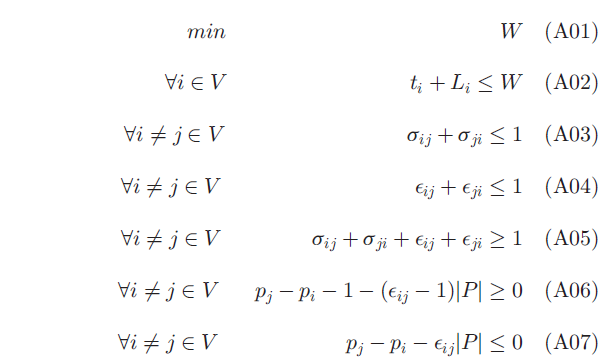 min W (A01)
∀i ∈ V t_i + L_i ≤ W (A02)
∀i ≠ j ∈ V σ_ij + σ_ji ≤ 1 (A03)
∀i ≠ j ∈ V ϵ_ij + ϵ_ji ≤ 1 (A04)
∀i ≠ j ∈ V σ_ij + σ_ji + ϵ_ij + ϵ_ji ≥ 1 (A05)
∀i ≠ j ∈ V p_j − p_i − 1 − (ϵ_ij − 1)|P| ≥ 0 (A06)
∀i ≠ j ∈ V p_j − p_i − ϵ_ij|P| ≤ 0 (A07)